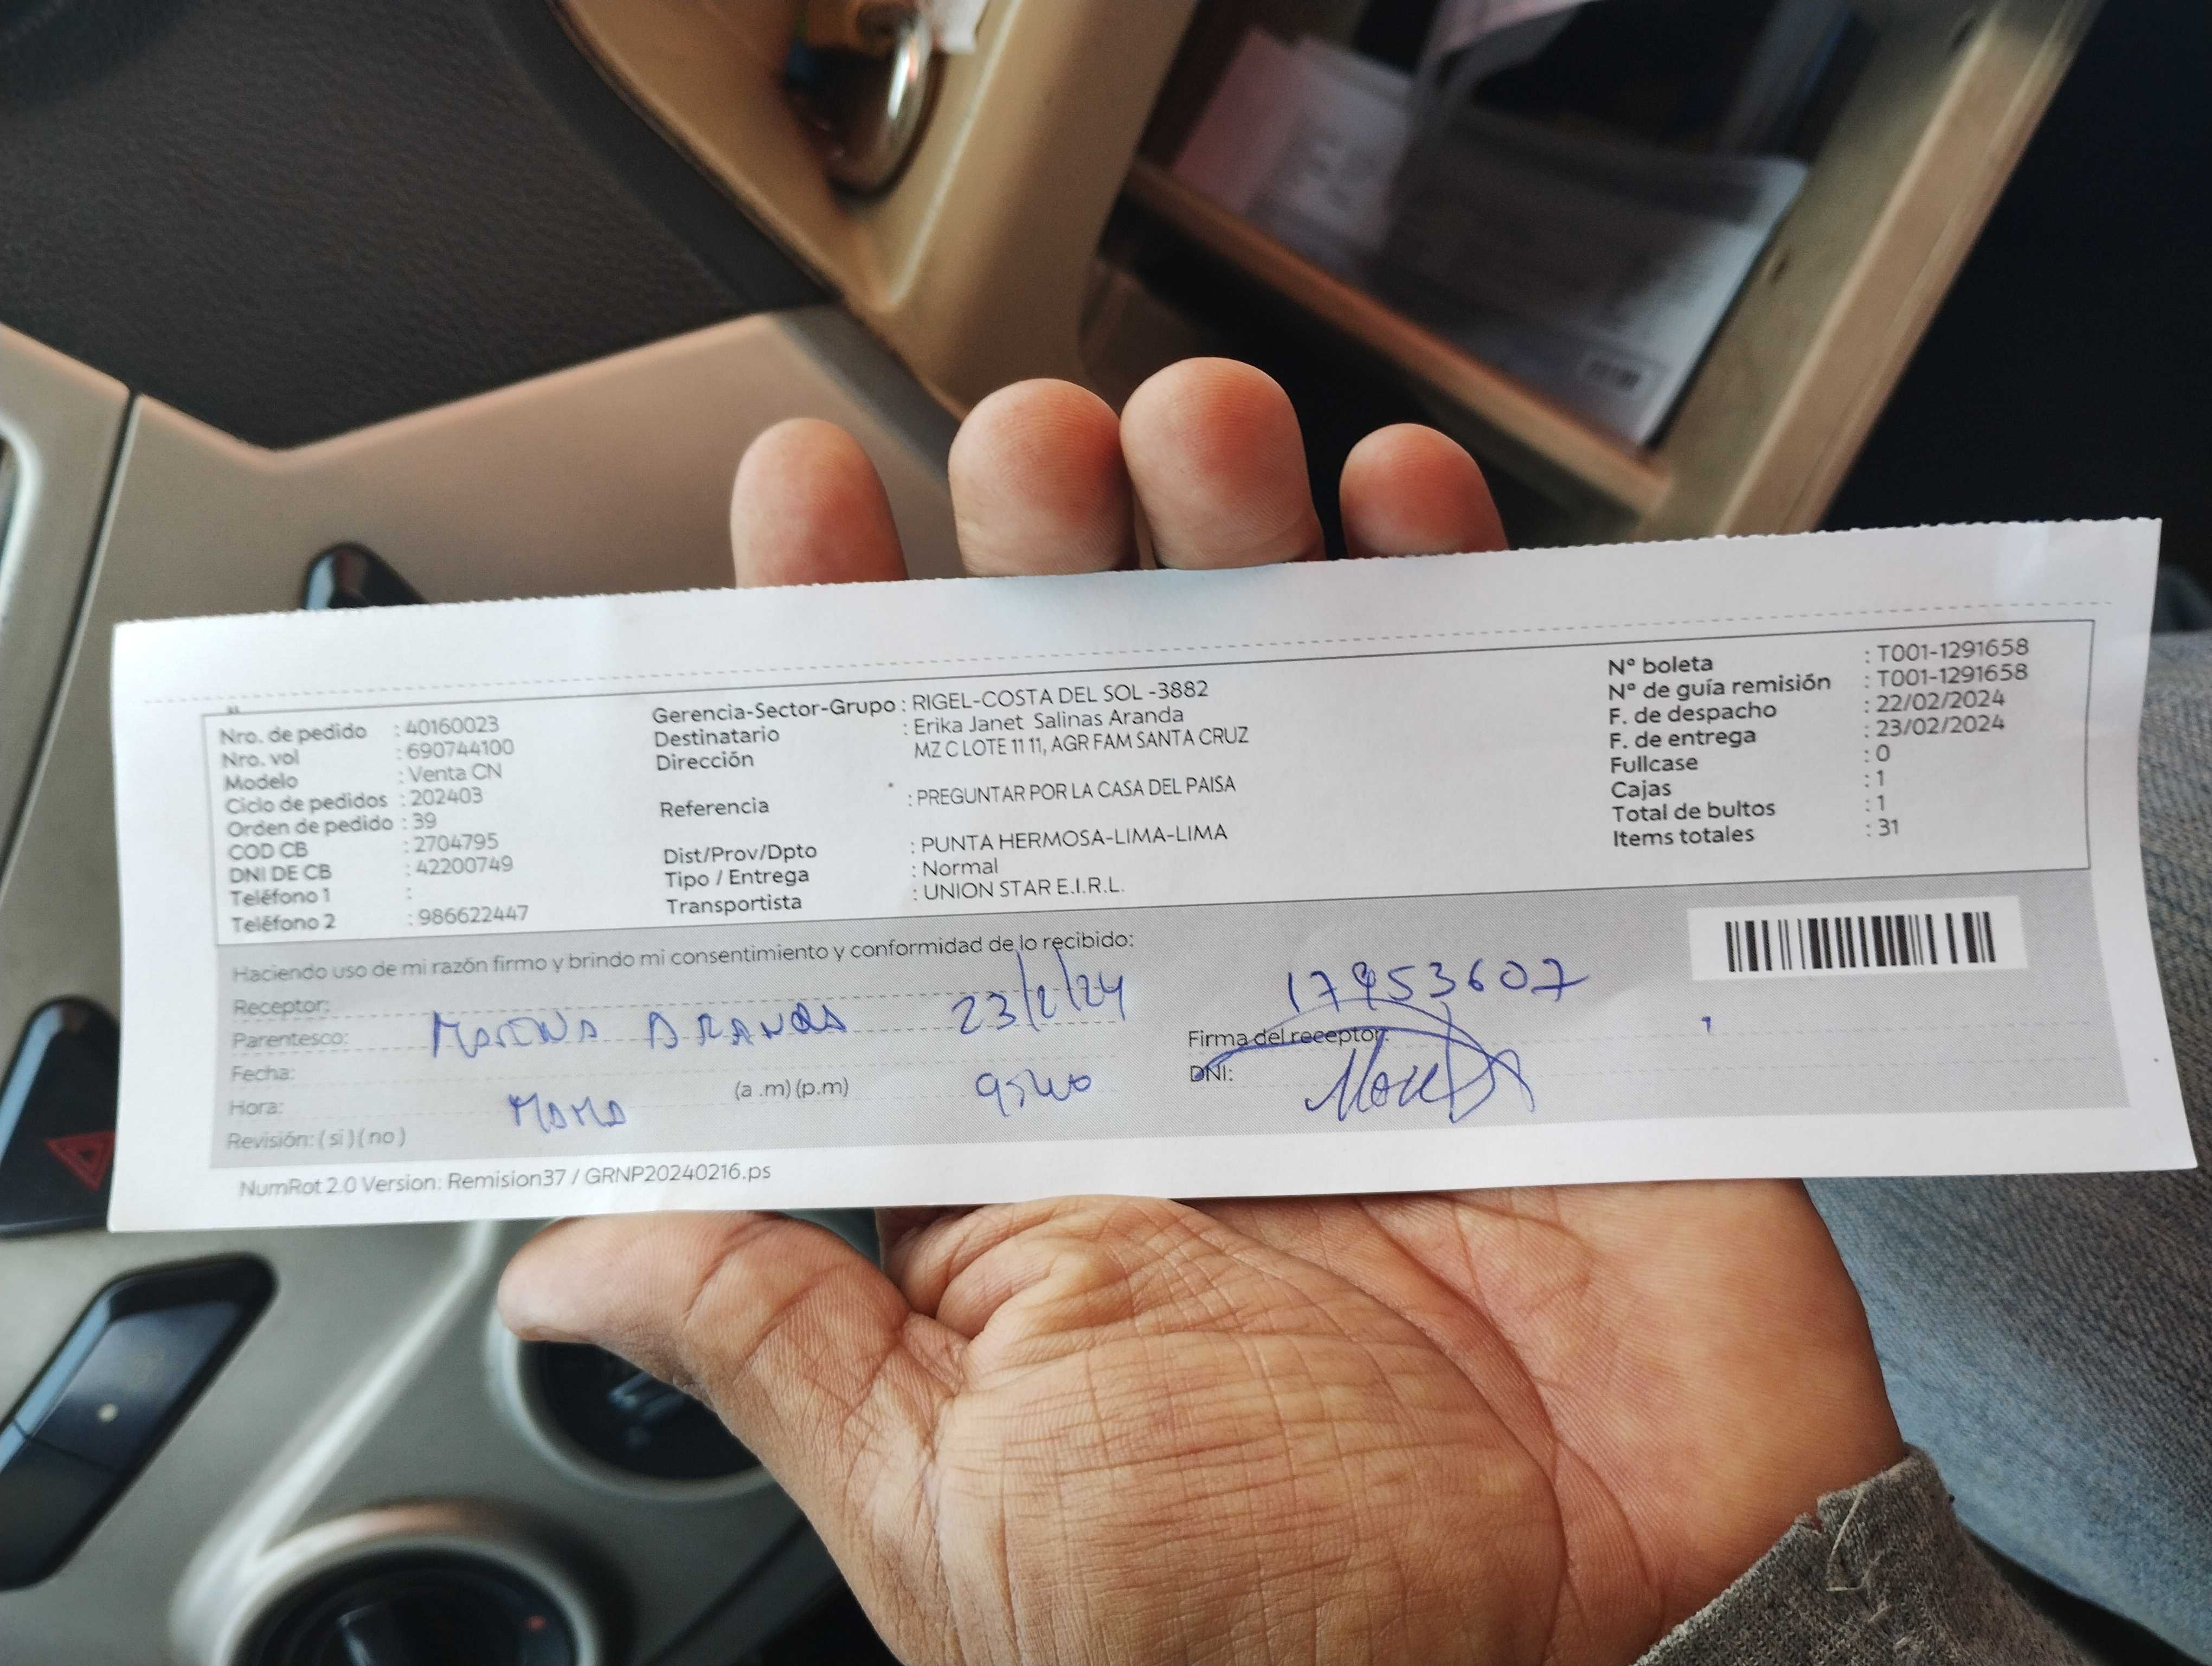 Nro. de pedido : 40160023
Nro. vol : 690744100
Modelo : Venta CN
Ciclo de pedidos : 202403
Orden de pedido : 39
COD CB : 2704795
DNI DE CB : 42200749
Teléfono 1 :
Teléfono 2 : 986622447
Gerencia-Sector-Grupo : RIGEL-COSTA DEL SOL -3882
Destinatario : Erika Janet Salinas Aranda
Dirección MZ C LOTE 11 11, AGR FAM SANTA CRUZ
Referencia : PREGUNTAR POR LA CASA DEL PAISA
Dist/Prov/Dpto : PUNTA HERMOSA-LIMA-LIMA
Tipo / Entrega : Normal
Transportista : UNION STAR E.I.R.L.
N° boleta : T001-1291658
N° de guía remisión : T001-1291658
F. de despacho : 22/02/2024
F. de entrega : 23/02/2024
Fullcase : 0
Cajas : 1
Total de bultos : 1
Items totales : 31
Haciendo uso de mi razón firmo y brindo mi consentimiento y conformidad de lo recibido:
Receptor:
Parentesco: ARANDA 23/2/24
Fecha:
Hora: MAMA (a .m) (p.m) 9:40
Revisión: ( si ) ( no )
Firma del receptor:
DNI:
NumRot 2.0 Version: Remision37 / GRNP20240216.ps